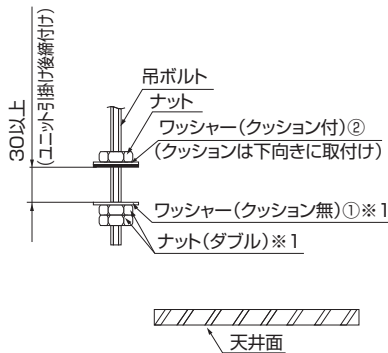 吊ボルト
ナット
ワッシャー(クッション付)②
(クッションは下向きに取付け)
30以上
(ユニット引掛け後締付け)
ワッシャー(クッション無)①※1
ナット(ダブル)※1
天井面